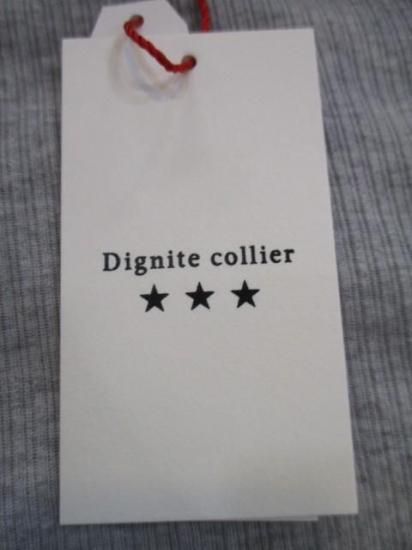 Dignite collier
★ ★ ★